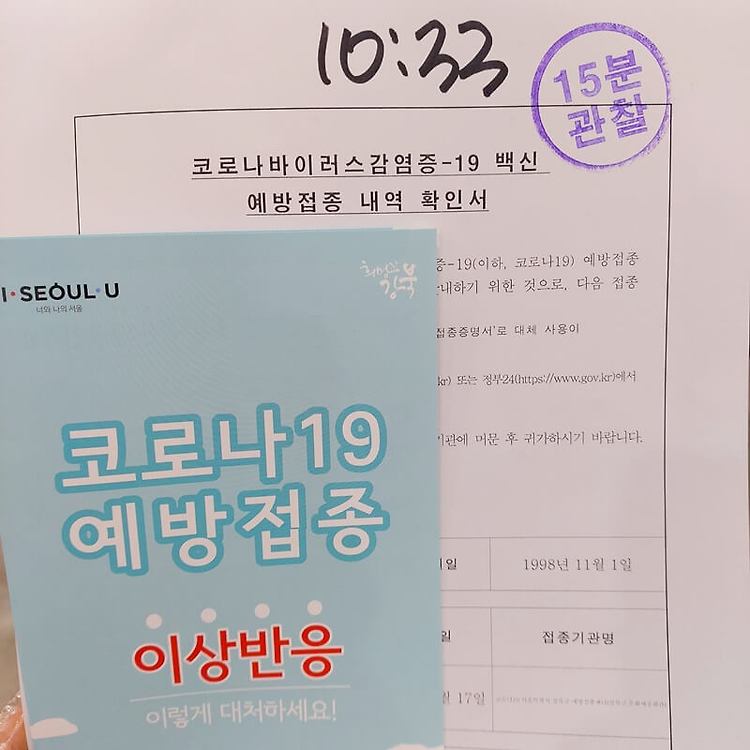 10:33
15분
관찰
코로나바이러스감염증-19 백신
예방접종 내역 확인서
증-19(이하, 코로나19) 예방접종
내하기 위한 것으로, 다음 접종
접종증명서'로 대체 사용이
kr) 또는 정부24(https://www.gov.kr)에서
기관에 머문 후 귀가하시기 바랍니다.
일
1998년 11월 1일
일
접종기관명
월 17일
I·SEOUL·U
너와 나의 서울
강북
코로나19
예방접종
이상반응
이렇게 대처하세요!